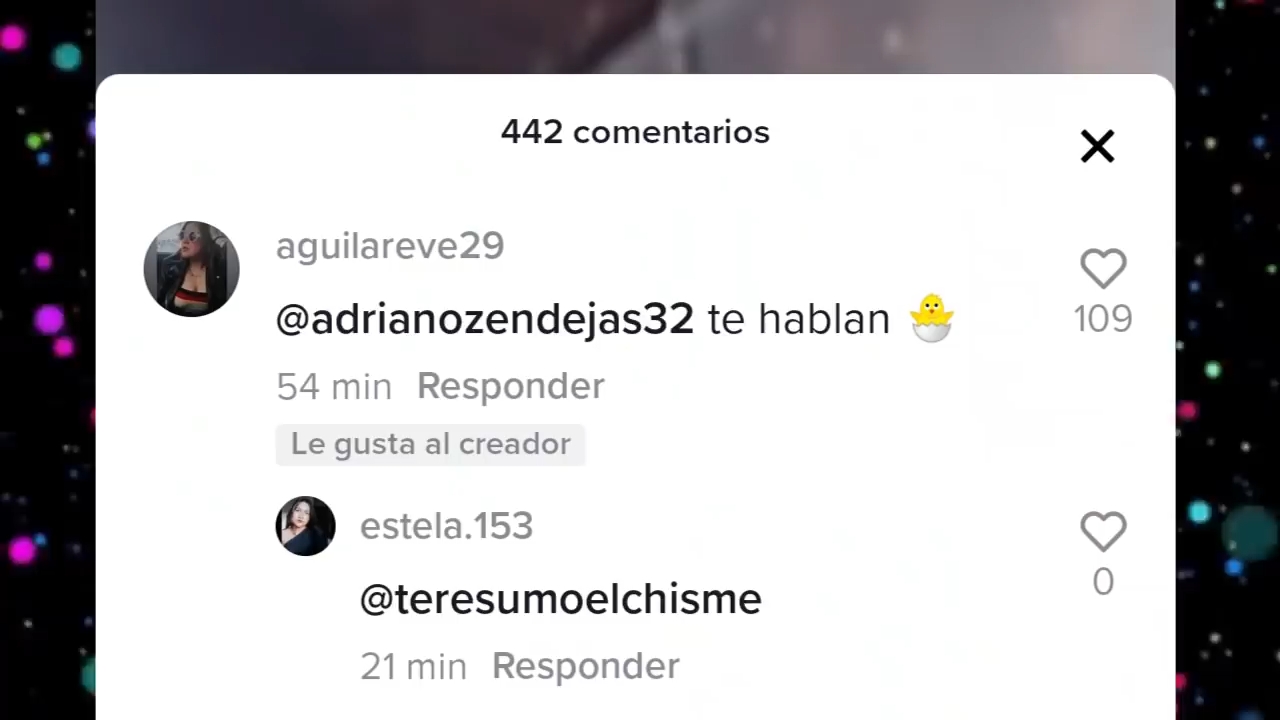 442 comentarios
aguilareve29
@adrianozendejas32 te hablan 🐣
109
54 min Responder
Le gusta al creador
estela.153
0
@teresumoelchisme
21 min Responder